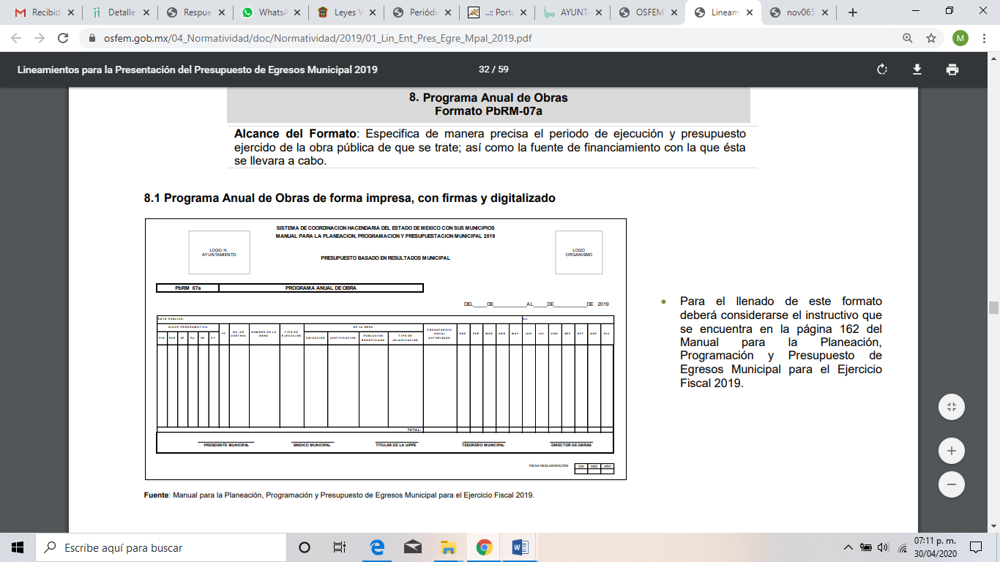 Recibid
Detalle
Respue
WhatsA
Leyes V
Periódi
..:: Porta
AYUNTA
OSFEM
Lineam
nov065
osfem.gob.mx/04_Normatividad/doc/Normatividad/2019/01_Lin_Ent_Pres_Egre_Mpal_2019.pdf
M
Lineamientos para la Presentación del Presupuesto de Egresos Municipal 2019
32 / 59
8. Programa Anual de Obras
Formato PbRM-07a
Alcance del Formato: Especifica de manera precisa el periodo de ejecución y presupuesto
ejercido de la obra pública de que se trate; así como la fuente de financiamiento con la que ésta
se llevara a cabo.
8.1 Programa Anual de Obras de forma impresa, con firmas y digitalizado
SISTEMA DE COORDINACION HACENDARIA DEL ESTADO DE MEXICO CON SUS MUNICIPIOS
MANUAL PARA LA PLANEACION, PROGRAMACION Y PRESUPUESTACION MUNICIPAL 2019
LOGO H.
AYUNTAMIENTO
LOGO
ORGANISMO
PRESUPUESTO BASADO EN RESULTADOS MUNICIPAL
PbRM 07a
PROGRAMA ANUAL DE OBRA
DEL____DE__________AL____DE__________DE 2019
ENTE PUBLICO:
No.
CLAVE PROGRAMATICA
FIN FUN SF Pp SP PY
FF
No. DE
CONTROL
NOMBRE DE LA
OBRA
TIPO DE
EJECUCION
DE LA OBRA
UBICACION
JUSTIFICACION
POBLACION
BENEFICIADA
TIPO DE
ADJUDICACION
PRESUPUESTO
ANUAL
AUTORIZADO
ENE FEB MAR ABR MAY JUN JUL AGO SEP OCT NOV DIC
TOTAL:
PRESIDENTE MUNICIPAL
SINDICO MUNICIPAL
TITULAR DE LA UIPPE
TESORERO MUNICIPAL
DIRECTOR DE OBRAS
FECHA DE ELABORACIÓN
DIA MES AÑO
Fuente: Manual para la Planeación, Programación y Presupuesto de Egresos Municipal para el Ejercicio Fiscal 2019.
• Para el llenado de este formato
deberá considerarse el instructivo que
se encuentra en la página 162 del
Manual para la Planeación,
Programación y Presupuesto de
Egresos Municipal para el Ejercicio
Fiscal 2019.
Escribe aquí para buscar
07:11 p. m.
30/04/2020